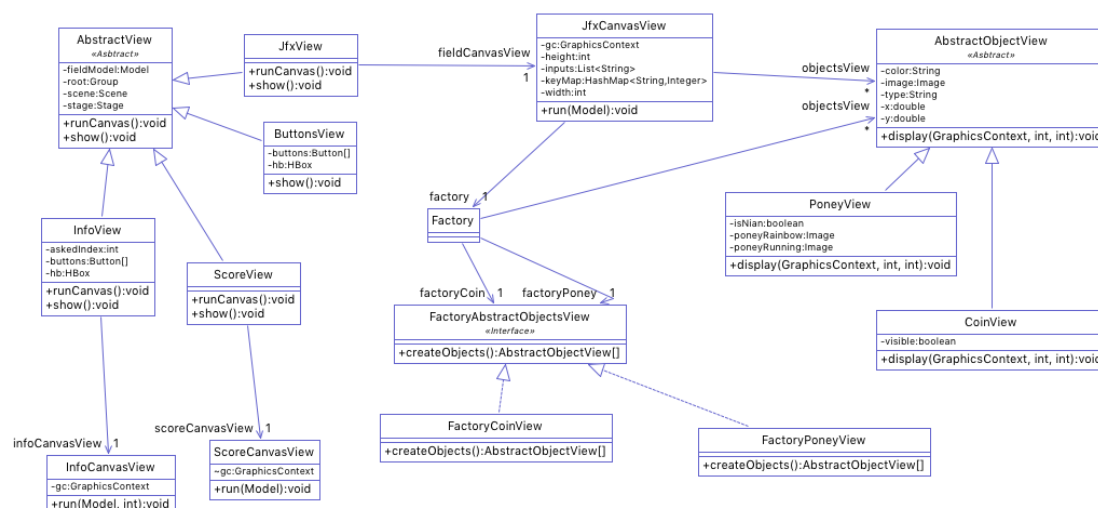 AbstractView
«Asbtract»
-fieldModel:Model
-root:Group
-scene:Scene
-stage:Stage
+runCanvas():void
+show():void
JfxView
+runCanvas():void
+show():void
fieldCanvasView
1
JfxCanvasView
-gc:GraphicsContext
-height:int
-inputs:List<String>
-keyMap:HashMap<String,Integer>
-width:int
+run(Model):void
objectsView
*
objectsView
*
AbstractObjectView
«Asbtract»
-color:String
-image:Image
-type:String
-x:double
-y:double
+display(GraphicsContext, int, int):void
ButtonsView
-buttons:Button[]
-hb:HBox
+show():void
factory 1
Factory
PoneyView
-isNian:boolean
-poneyRainbow:Image
-poneyRunning:Image
+display(GraphicsContext, int, int):void
InfoView
-askedIndex:int
-buttons:Button[]
-hb:HBox
+runCanvas():void
+show():void
ScoreView
+runCanvas():void
+show():void
factoryCoin 1
factoryPoney 1
FactoryAbstractObjectsView
«Interface»
+createObjects():AbstractObjectView[]
CoinView
-visible:boolean
+display(GraphicsContext, int, int):void
FactoryCoinView
+createObjects():AbstractObjectView[]
FactoryPoneyView
+createObjects():AbstractObjectView[]
infoCanvasView 1
InfoCanvasView
-gc:GraphicsContext
+run(Model, int):void
scoreCanvasView 1
ScoreCanvasView
~gc:GraphicsContext
+run(Model):void